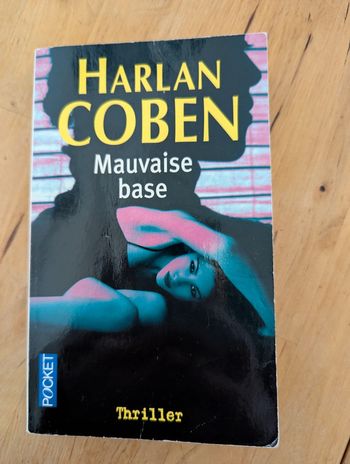 HARLAN
COBEN
Mauvaise
base
POCKET
Thriller